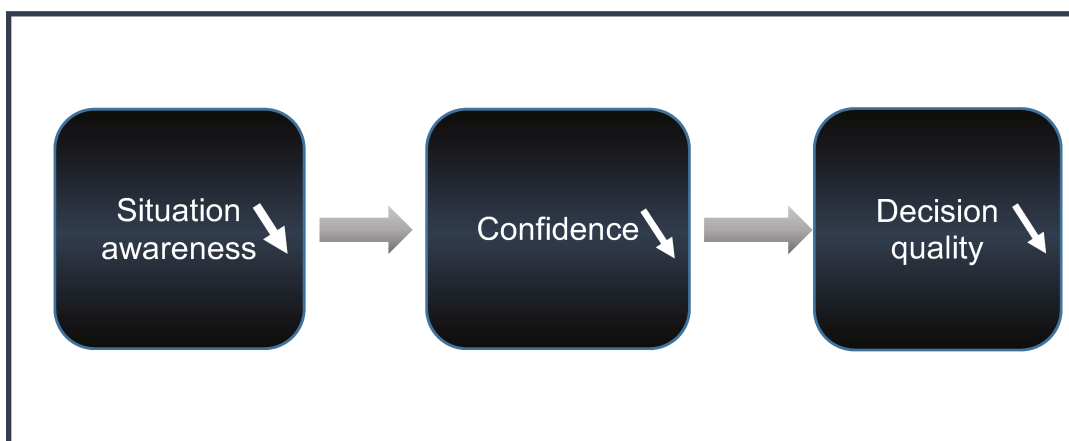 Situation
awareness
Confidence
Decision
quality